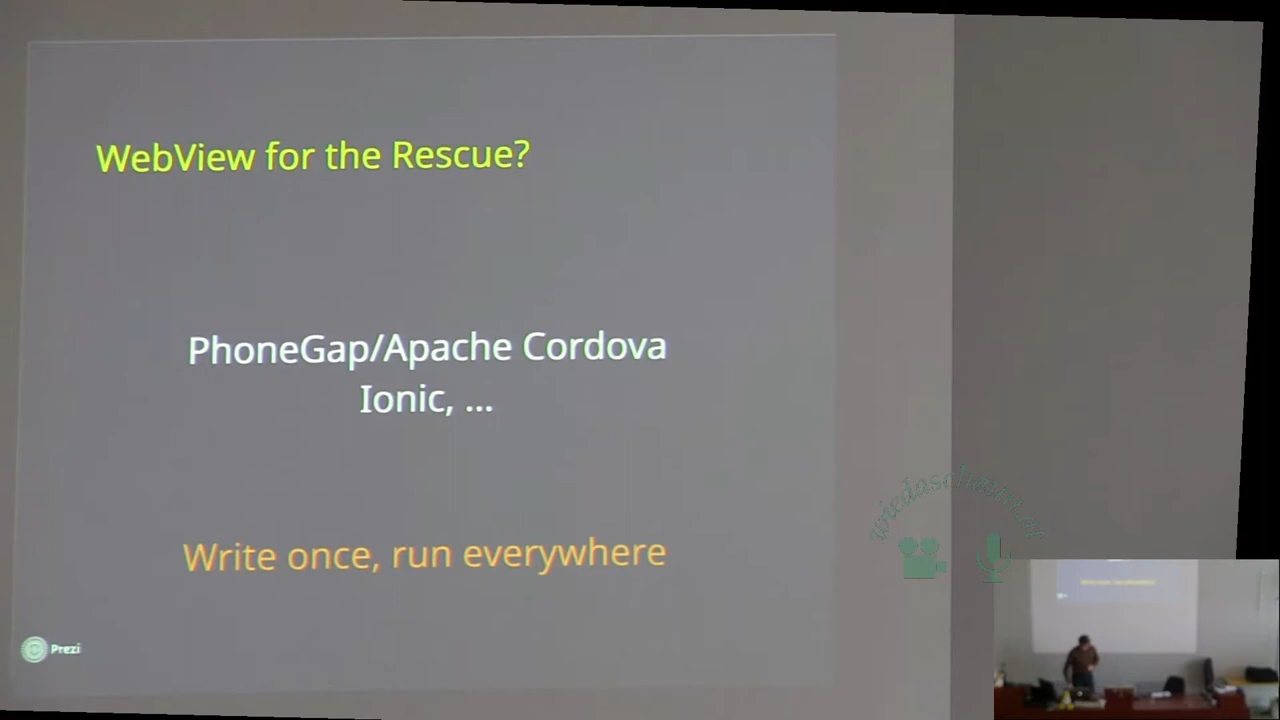 WebView for the Rescue?
PhoneGap/Apache Cordova
Ionic, ...
Write once, run everywhere
Prezi